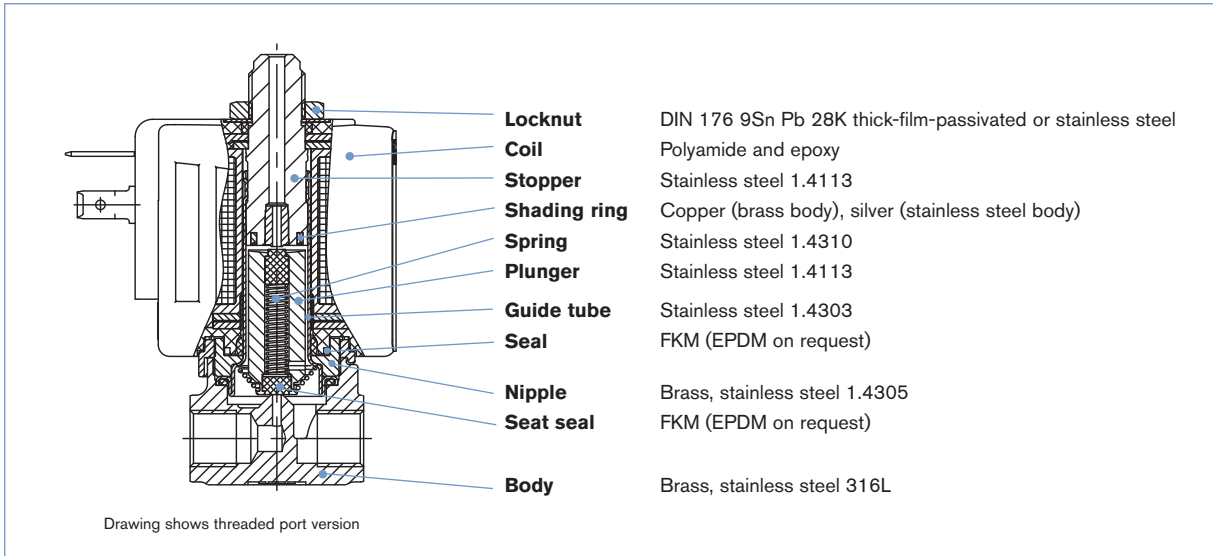 Locknut DIN 176 9Sn Pb 28K thick-film-passivated or stainless steel
Coil Polyamide and epoxy
Stopper Stainless steel 1.4113
Shading ring Copper (brass body), silver (stainless steel body)
Spring Stainless steel 1.4310
Plunger Stainless steel 1.4113
Guide tube Stainless steel 1.4303
Seal FKM (EPDM on request)
Nipple Brass, stainless steel 1.4305
Seat seal FKM (EPDM on request)
Body Brass, stainless steel 316L
Drawing shows threaded port version